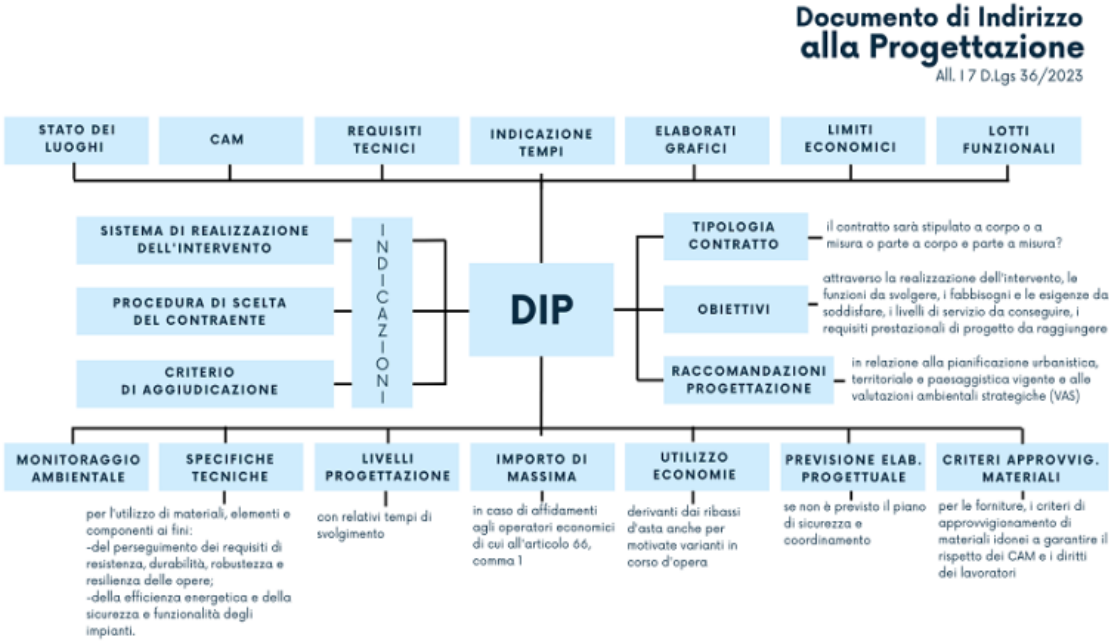 Documento di Indirizzo
alla Progettazione
All. I 7 D.Lgs 36/2023
STATO DEI
LUOGHI
CAM
REQUISITI
TECNICI
INDICAZIONE
TEMPI
ELABORATI
GRAFICI
LIMITI
ECONOMICI
LOTTI
FUNZIONALI
SISTEMA DI REALIZZAZIONE
DELL'INTERVENTO
PROCEDURA DI SCELTA
DEL CONTRAENTE
CRITERIO
DI AGGIUDICAZIONE
INDICAZIONI
DIP
TIPOLOGIA
CONTRATTO
il contratto sarà stipulato a corpo o a
misura o parte a corpo e parte a misura?
OBIETTIVI
attraverso la realizzazione dell'intervento, le
funzioni da svolgere, i fabbisogni e le esigenze da
soddisfare, i livelli di servizio da conseguire, i
requisiti prestazionali di progetto da raggiungere
RACCOMANDAZIONI
PROGETTAZIONE
in relazione alla pianificazione urbanistica,
territoriale e paesaggistica vigente e alle
valutazioni ambientali strategiche (VAS)
MONITORAGGIO
AMBIENTALE
SPECIFICHE
TECNICHE
per l'utilizzo di materiali, elementi e
componenti ai fini:
-del perseguimento dei requisiti di
resistenza, durabilità, robustezza e
resilienza delle opere;
-della efficienza energetica e della
sicurezza e funzionalità degli
impianti.
LIVELLI
PROGETTAZIONE
con relativi tempi di
svolgimento
IMPORTO DI
MASSIMA
in caso di affidamenti
agli operatori economici
di cui all'articolo 66,
comma 1
UTILIZZO
ECONOMIE
derivanti dai ribassi
d'asta anche per
motivate varianti in
corso d'opera
PREVISIONE ELAB.
PROGETTUALE
se non è previsto il piano
di sicurezza e
coordinamento
CRITERI APPROVVIG.
MATERIALI
per le forniture, i criteri di
approvvigionamento di
materiali idonei a garantire il
rispetto dei CAM e i diritti
dei lavoratori